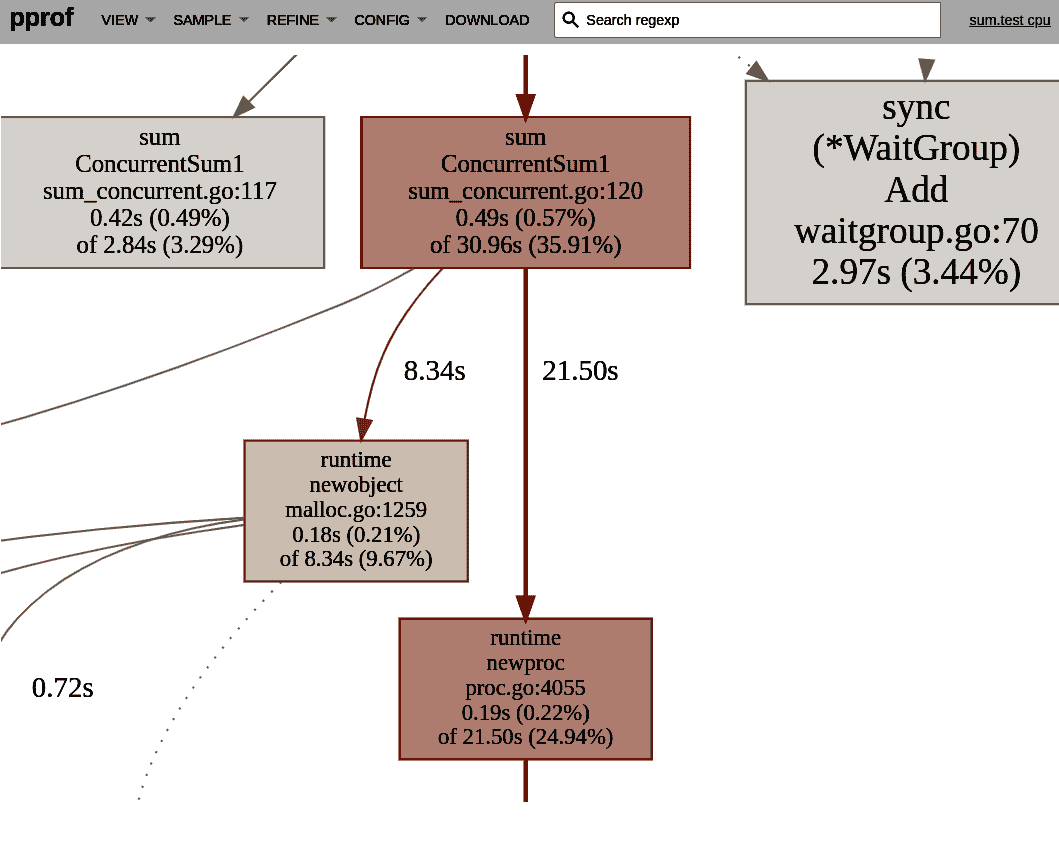 pprof VIEW SAMPLE REFINE CONFIG DOWNLOAD Search regexp sum.test cpu
sum
ConcurrentSum1
sum_concurrent.go:117
0.42s (0.49%)
of 2.84s (3.29%)
sum
ConcurrentSum1
sum_concurrent.go:120
0.49s (0.57%)
of 30.96s (35.91%)
sync
(*WaitGroup)
Add
waitgroup.go:70
2.97s (3.44%)
8.34s
21.50s
runtime
newobject
malloc.go:1259
0.18s (0.21%)
of 8.34s (9.67%)
runtime
newproc
proc.go:4055
0.19s (0.22%)
of 21.50s (24.94%)
0.72s